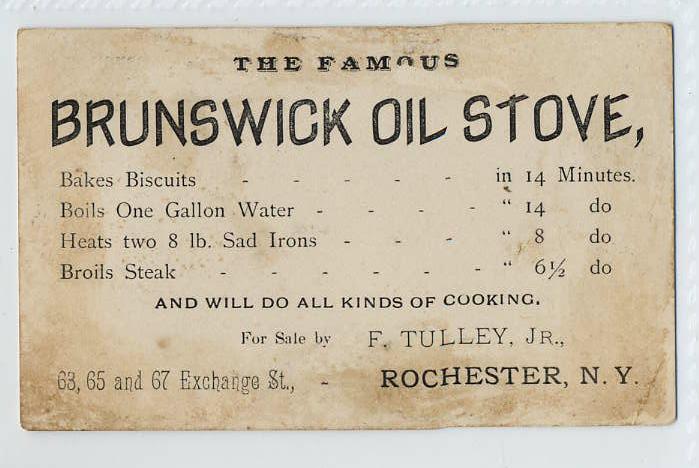 THE FAMOUS
BRUNSWICK OIL STOVE,
Bakes Biscuits - - - - - in 14 Minutes.
Boils One Gallon Water - - - - " 14 do
Heats two 8 lb. Sad Irons - - - " 8 do
Broils Steak - - - - - - " 6½ do
AND WILL DO ALL KINDS OF COOKING.
For Sale by F. TULLEY, JR.,
63, 65 and 67 Exchange St., - ROCHESTER, N. Y.